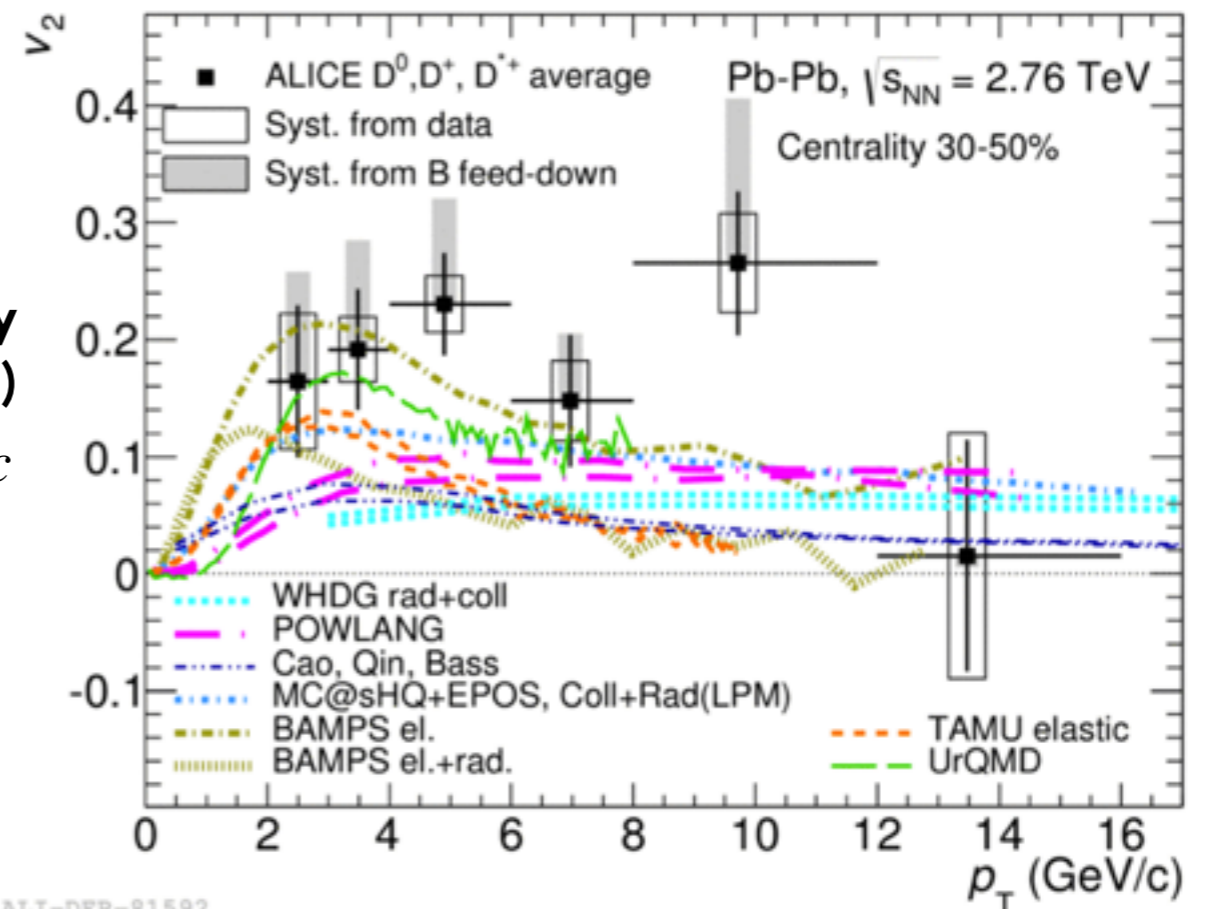 v2
ALICE D0,D+, D*+ average
Syst. from data
Syst. from B feed-down
Pb-Pb, √sNN = 2.76 TeV
Centrality 30-50%
0.4
0.3
0.2
0.1
0
-0.1
y
)
c
WHDG rad+coll
POWLANG
Cao, Qin, Bass
MC@sHQ+EPOS, Coll+Rad(LPM)
BAMPS el.
BAMPS el.+rad.
TAMU elastic
UrQMD
0 2 4 6 8 10 12 14 16
pT (GeV/c)